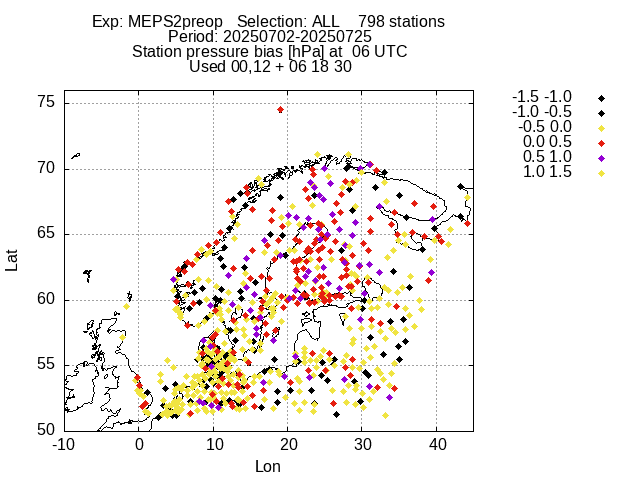 Exp: MEPS2preop   Selection: ALL    798 stations
Period: 20250702-20250725
Station pressure bias [hPa] at  06 UTC
Used 00,12 + 06 18 30
-1.5 -1.0
-1.0 -0.5
-0.5 0.0
0.0 0.5
0.5 1.0
1.0 1.5
75
70
65
60
55
50
Lat
-10 0 10 20 30 40
Lon